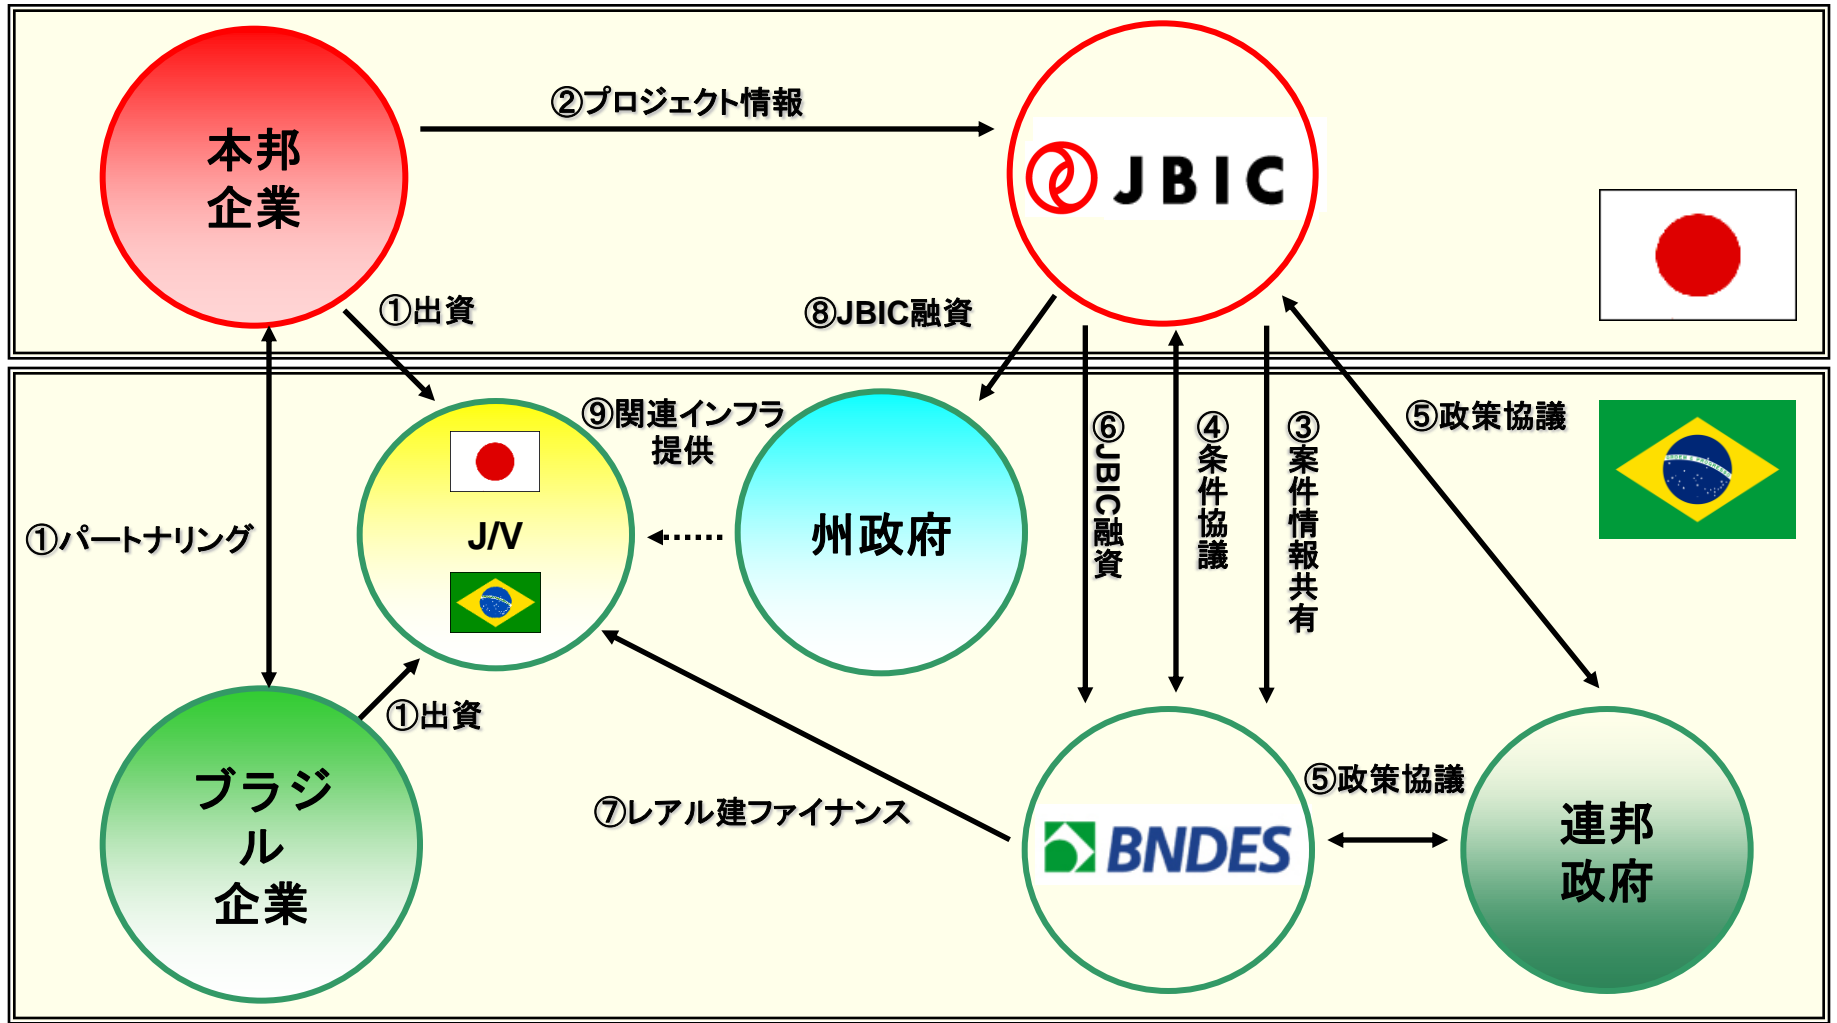 本邦
企業
②プロジェクト情報
JBIC
①出資
⑧JBIC融資
⑨関連インフラ
提供
J/V
州政府
⑥JBIC融資
④条件協議
③案件情報共有
⑤政策協議
①パートナリング
①出資
ブラジ
ル
企業
⑦レアル建ファイナンス
BNDES
⑤政策協議
連邦
政府